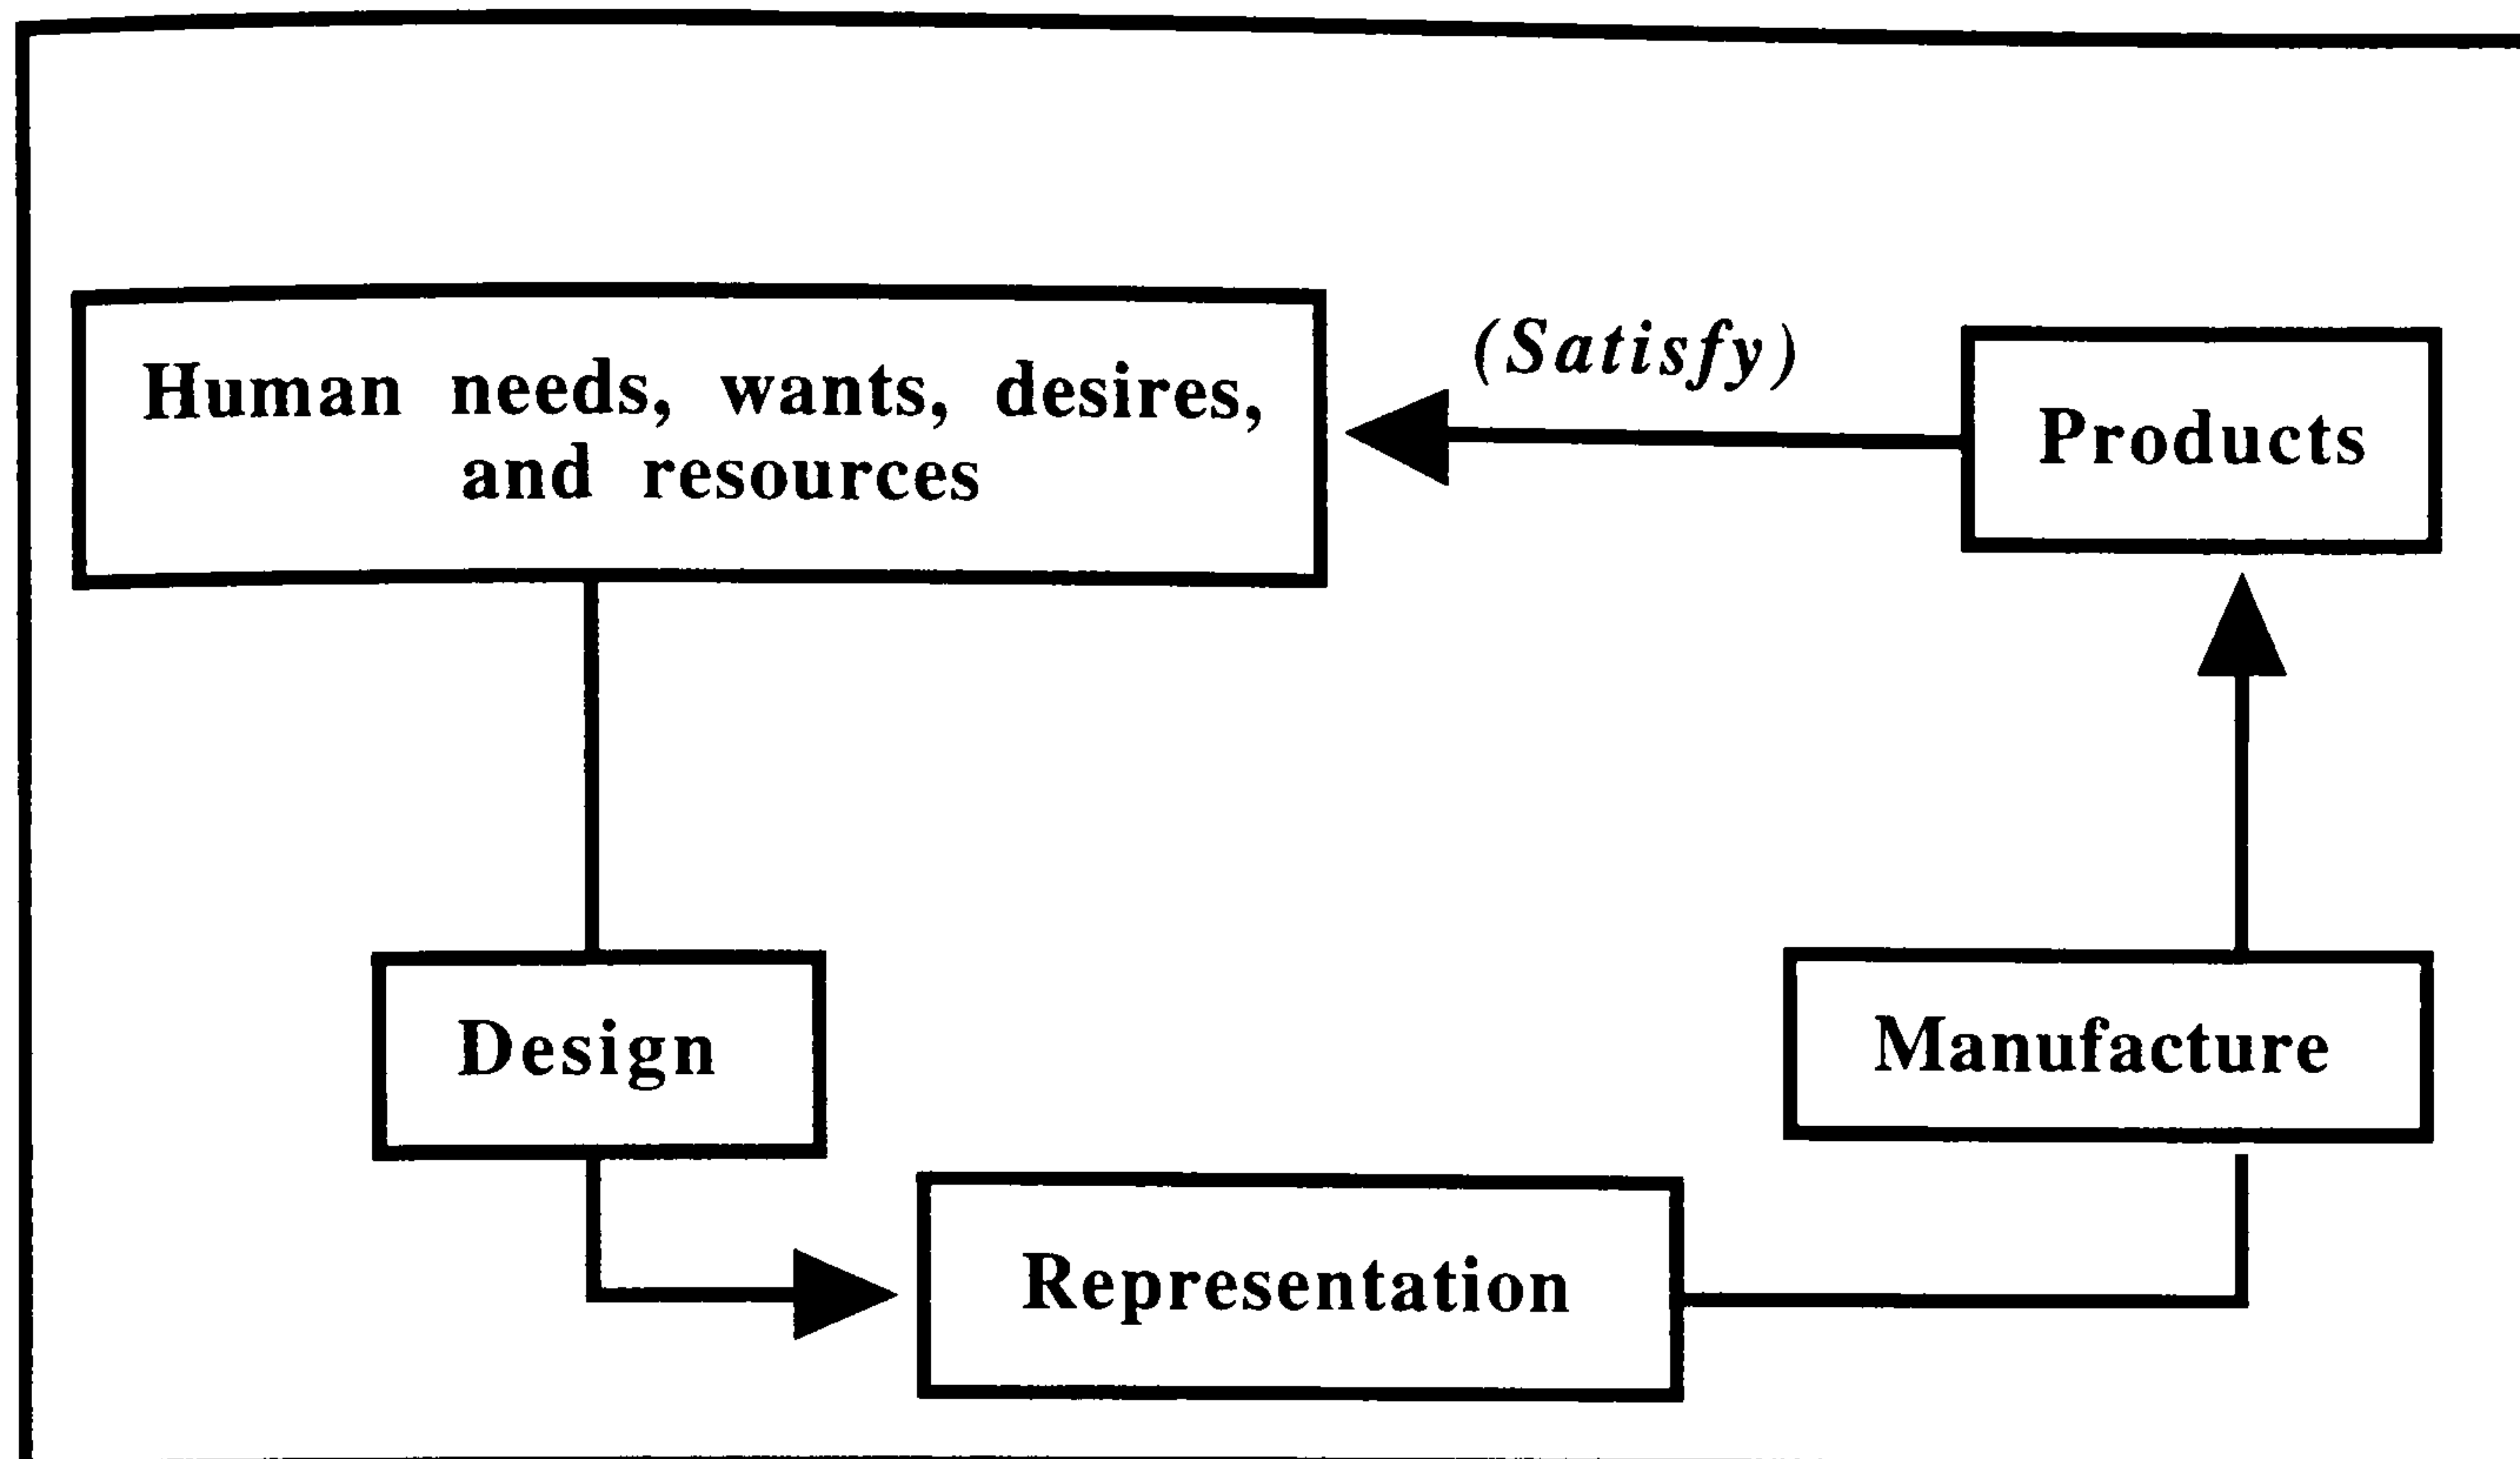 Human needs, wants, desires,
and resources
(Satisfy)
Products
Design
Manufacture
Representation